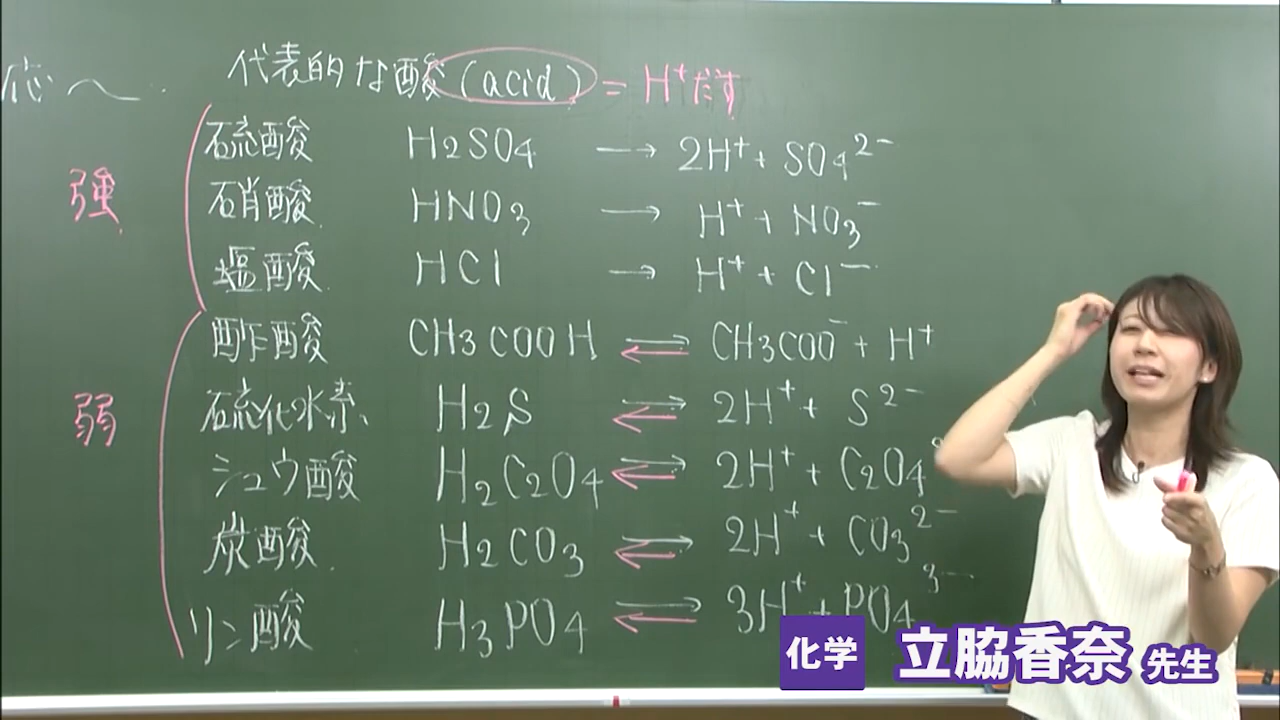 応へ
代表的な酸(acid) = H⁺だす
強
硫酸 H2SO4 → 2H⁺ + SO4²⁻
硝酸 HNO3 → H⁺ + NO3⁻
塩酸 HCl → H⁺ + Cl⁻
弱
酢酸 CH3COOH ⇄ CH3COO⁻ + H⁺
硫化水素 H2S ⇄ 2H⁺ + S²⁻
シュウ酸 H2C2O4 ⇄ 2H⁺ + C2O4
炭酸 H2CO3 ⇄ 2H⁺ + CO3²⁻
リン酸 H3PO4 ⇄ 3H⁺ + PO4³⁻
化学 立脇香奈 先生